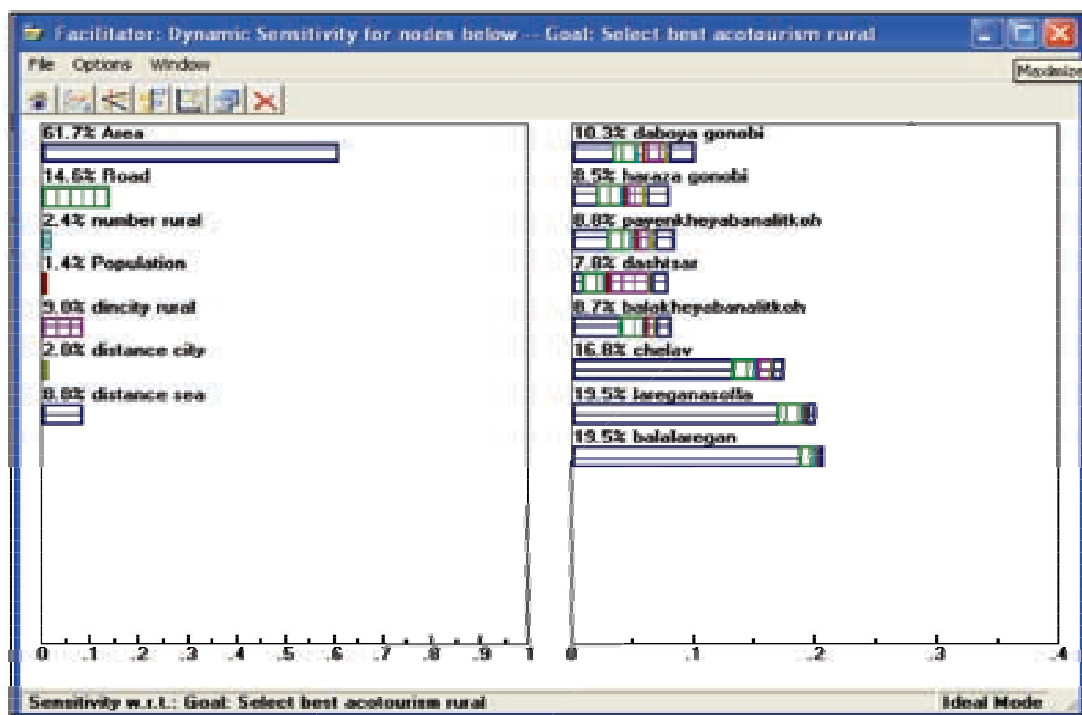 Facilitator: Dynamic Sensitivity for nodes below -- Goal: Select best acotourism rural
File Options Window
Maximize
61.7% Area
14.6% Road
2.4% number rural
1.4% Population
9.0% dincity rural
2.0% distance city
8.8% distance sea
0 .1 .2 .3 .4 .5 .6 .7 .8 .9 1
10.3% daboya gonobi
8.5% haraza gonobi
8.8% payenkheyabanalitkoh
7.8% dashtsar
8.7% balakheyabanalitkoh
16.8% chelav
19.5% lareganasofla
19.5% balalaregan
0 .1 .2 .3 .4
Sensitivity w.r.t.: Goal: Select best acotourism rural
Ideal Mode